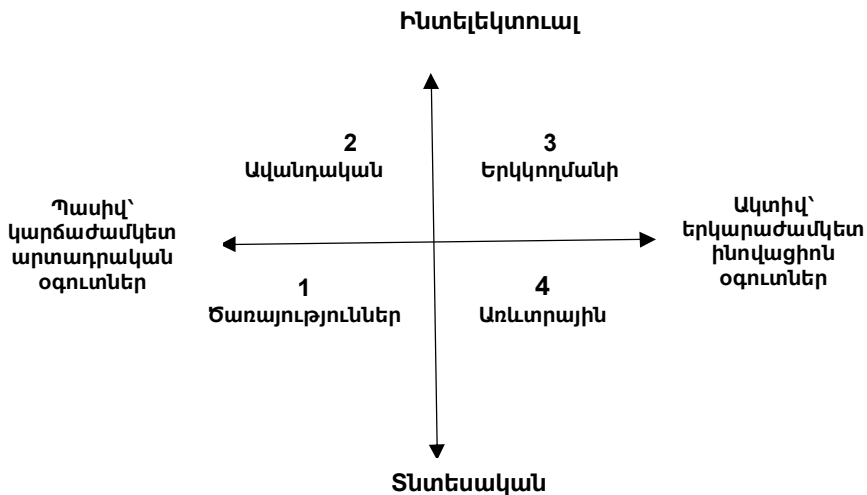 Ինտելեկտուալ
2
Ավանդական
3
Երկկողմանի
Պասիվ՝
կարճաժամկետ
արտադրական
օգուտներ
Ակտիվ՝
երկարաժամկետ
ինովացիոն
օգուտներ
1
Ծառայություններ
4
Առևտրային
Տնտեսական